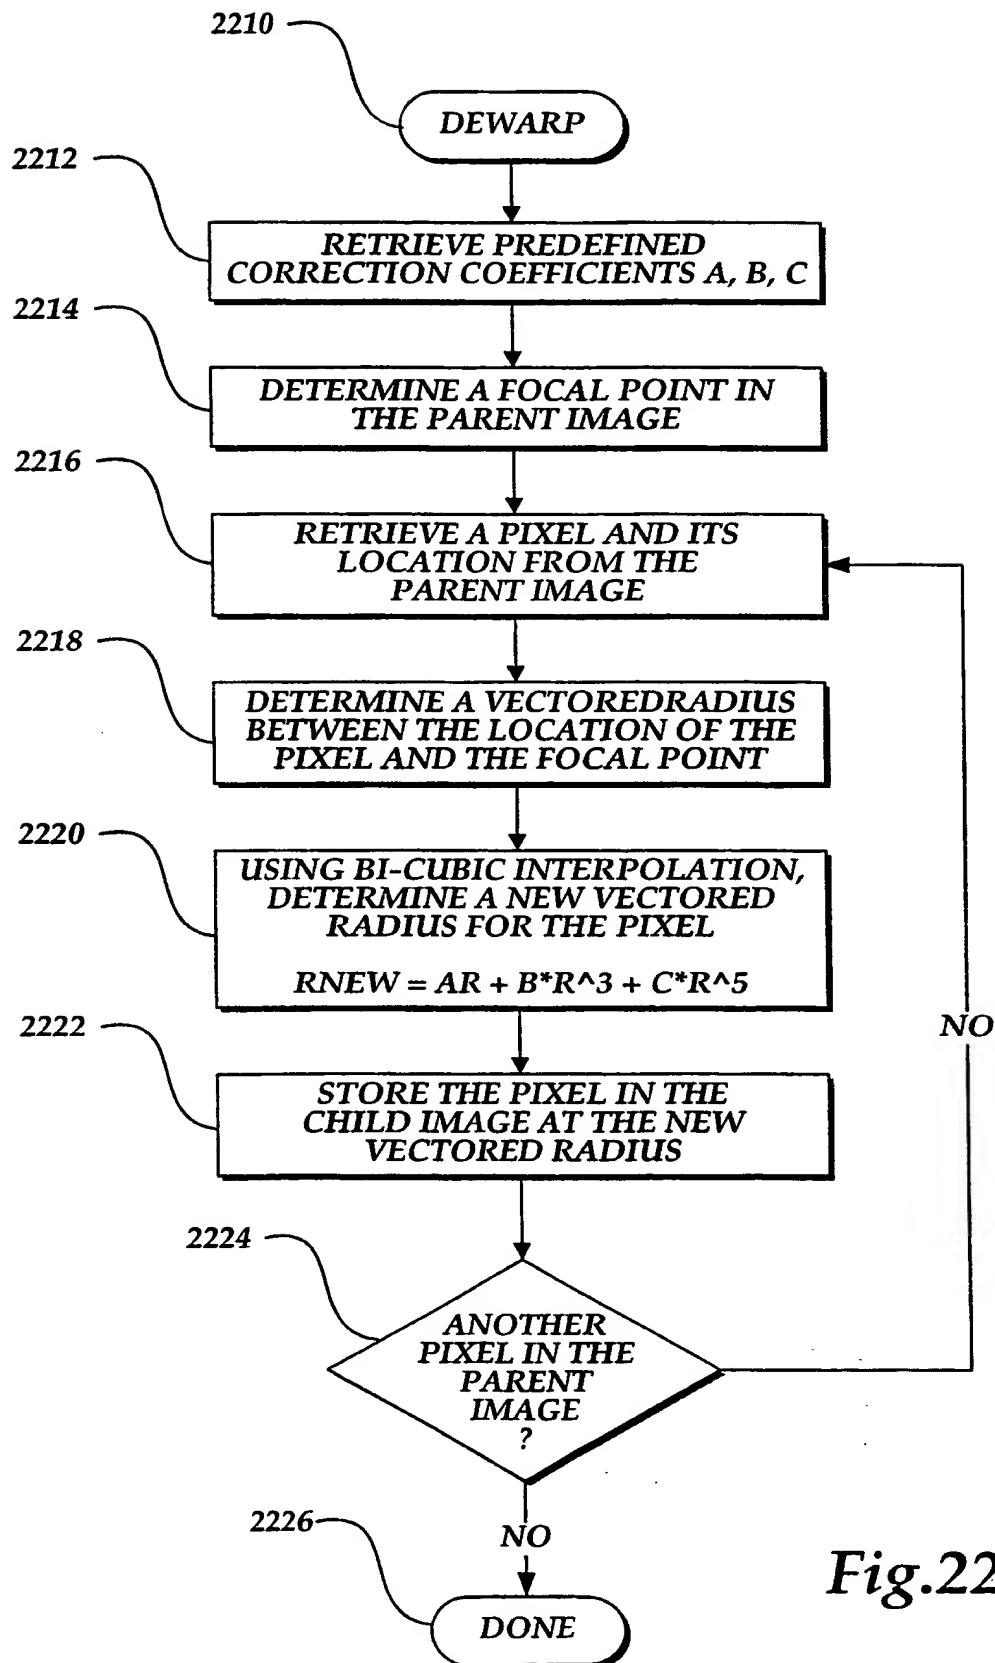 2210
DEWARP
2212
RETRIEVE PREDEFINED
CORRECTION COEFFICIENTS A, B, C
2214
DETERMINE A FOCAL POINT IN
THE PARENT IMAGE
2216
RETRIEVE A PIXEL AND ITS
LOCATION FROM THE
PARENT IMAGE
2218
DETERMINE A VECTOREDRADIUS
BETWEEN THE LOCATION OF THE
PIXEL AND THE FOCAL POINT
2220
USING BI-CUBIC INTERPOLATION,
DETERMINE A NEW VECTORED
RADIUS FOR THE PIXEL
RNEW = AR + B*R^3 + C*R^5
NO
2222
STORE THE PIXEL IN THE
CHILD IMAGE AT THE NEW
VECTORED RADIUS
2224
ANOTHER
PIXEL IN THE
PARENT
IMAGE
?
NO
2226
DONE
Fig.22